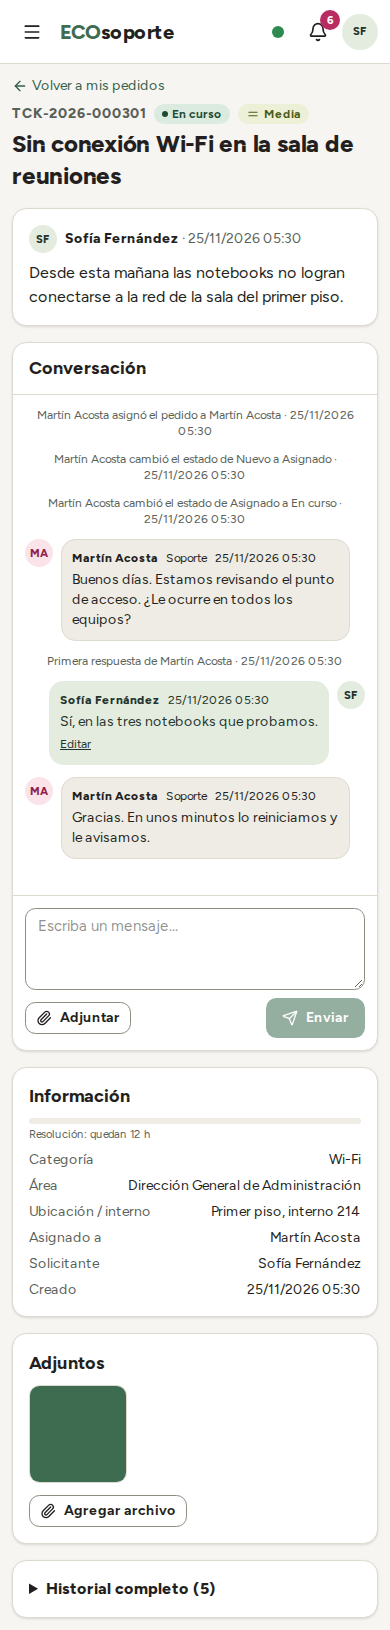 ECOsoporte
6
SF
Volver a mis pedidos
TCK-2026-000301 En curso Media
Sin conexión Wi-Fi en la sala de
reuniones
SF Sofía Fernández · 25/11/2026 05:30
Desde esta mañana las notebooks no logran
conectarse a la red de la sala del primer piso.
Conversación
Martín Acosta asignó el pedido a Martín Acosta · 25/11/2026
05:30
Martín Acosta cambió el estado de Nuevo a Asignado ·
25/11/2026 05:30
Martín Acosta cambió el estado de Asignado a En curso ·
25/11/2026 05:30
MA Martín Acosta Soporte 25/11/2026 05:30
Buenos días. Estamos revisando el punto
de acceso. ¿Le ocurre en todos los
equipos?
Primera respuesta de Martín Acosta · 25/11/2026 05:30
Sofía Fernández 25/11/2026 05:30 SF
Sí, en las tres notebooks que probamos.
Editar
MA Martín Acosta Soporte 25/11/2026 05:30
Gracias. En unos minutos lo reiniciamos y
le avisamos.
Escriba un mensaje...
Adjuntar Enviar
Información
Resolución: quedan 12 h
Categoría Wi-Fi
Área Dirección General de Administración
Ubicación / interno Primer piso, interno 214
Asignado a Martín Acosta
Solicitante Sofía Fernández
Creado 25/11/2026 05:30
Adjuntos
Agregar archivo
Historial completo (5)